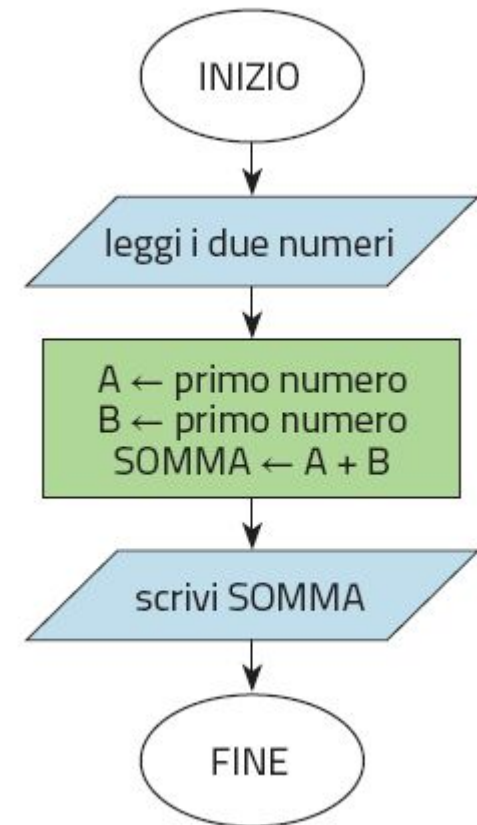 INIZIO
leggi i due numeri
A ← primo numero
B ← primo numero
SOMMA ← A + B
scrivi SOMMA
FINE